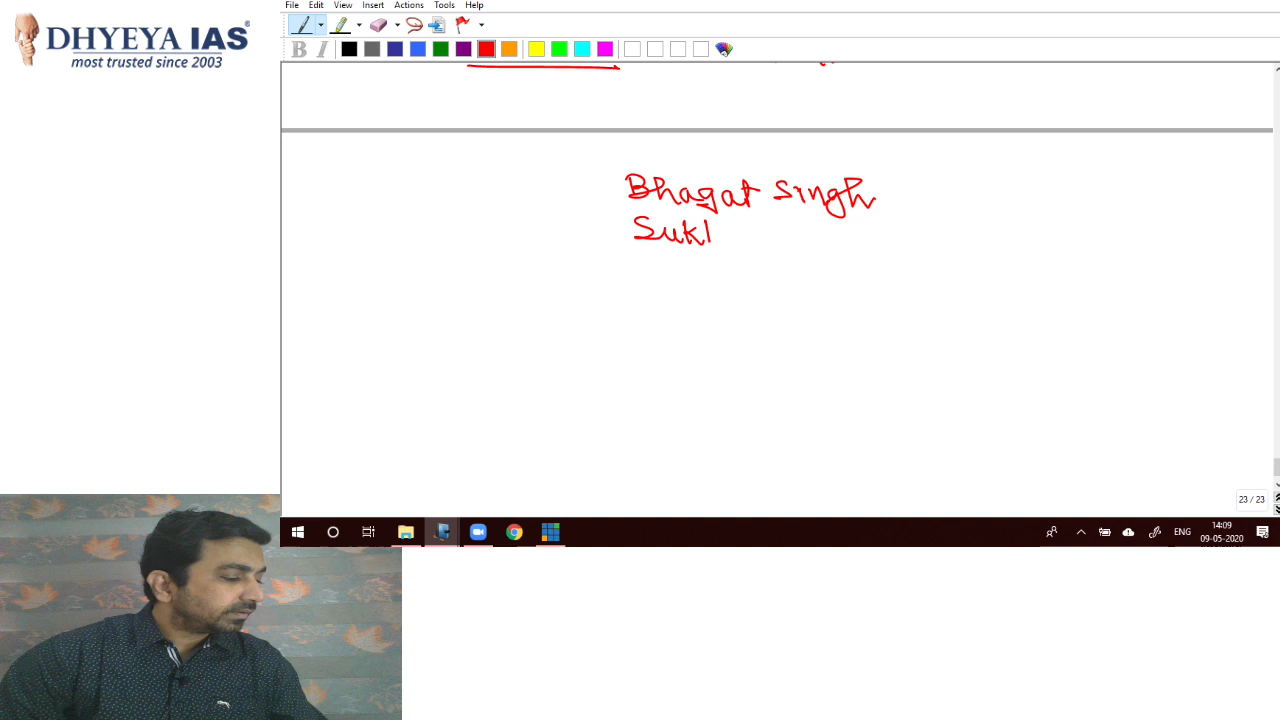 DHYEYA IAS®
most trusted since 2003
File Edit View Insert Actions Tools Help
B I
Bhagat Singh
Sukl
23 / 23
ENG
14:09
09-05-2020